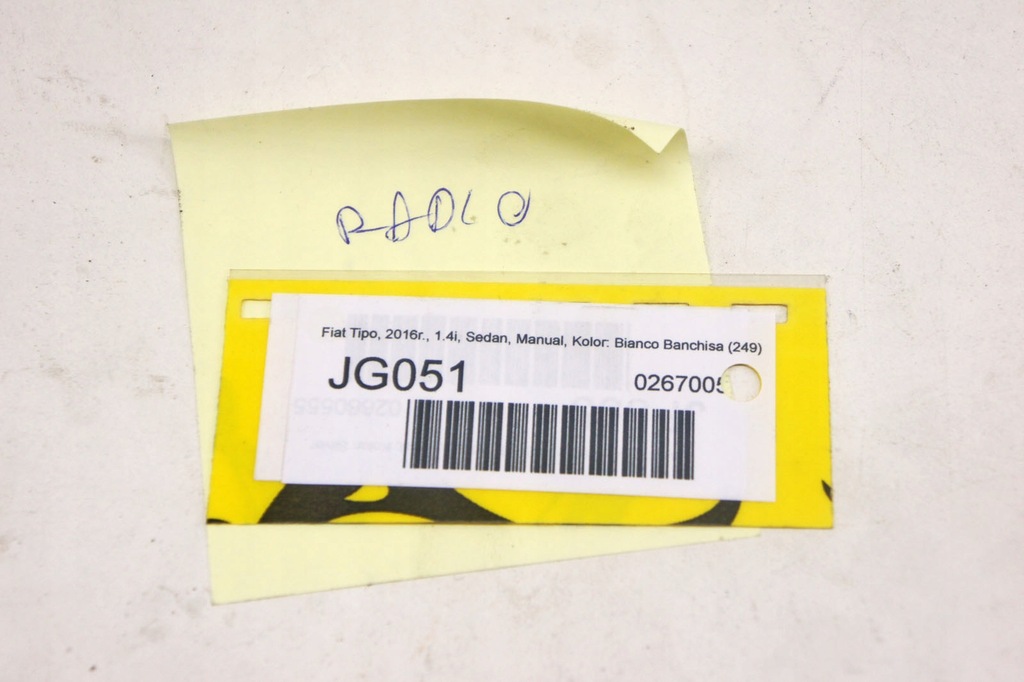 RADIO
Fiat Tipo, 2016r., 1.4i, Sedan, Manual, Kolor: Bianco Banchisa (249)
JG051 0267005